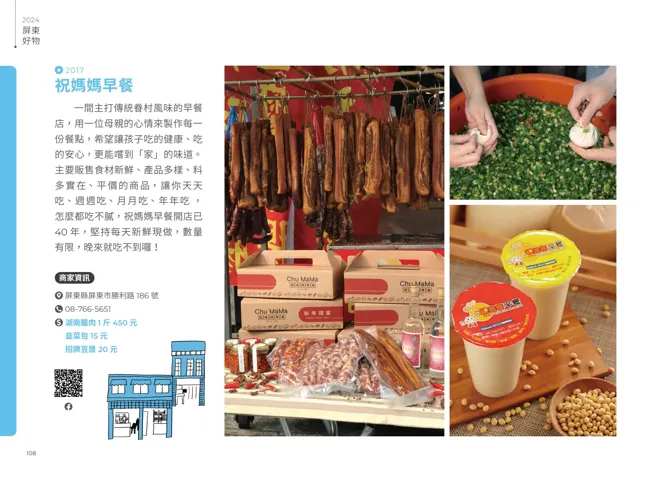 2024
屏東
好物
2017
祝媽媽早餐
一間主打傳統眷村風味的早餐
店，用一位母親的心情來製作每一
份餐點，希望讓孩子吃的健康、吃
的安心，更能嚐到「家」的味道。
主要販售食材新鮮、產品多樣、料
多實在、平價的商品，讓你天天
吃、週週吃、月月吃、年年吃，
怎麼都吃不膩，祝媽媽早餐開店已
40 年，堅持每天新鮮現做，數量
有限，晚來就吃不到囉！
商家資訊
屏東縣屏東市勝利路 186 號
08-766-5651
湖南臘肉 1 斤 450 元
韭菜包 15 元
招牌豆漿 20 元
108
Chu MaMa
Chu MaMa
Chu MaMa
Chu MaMa